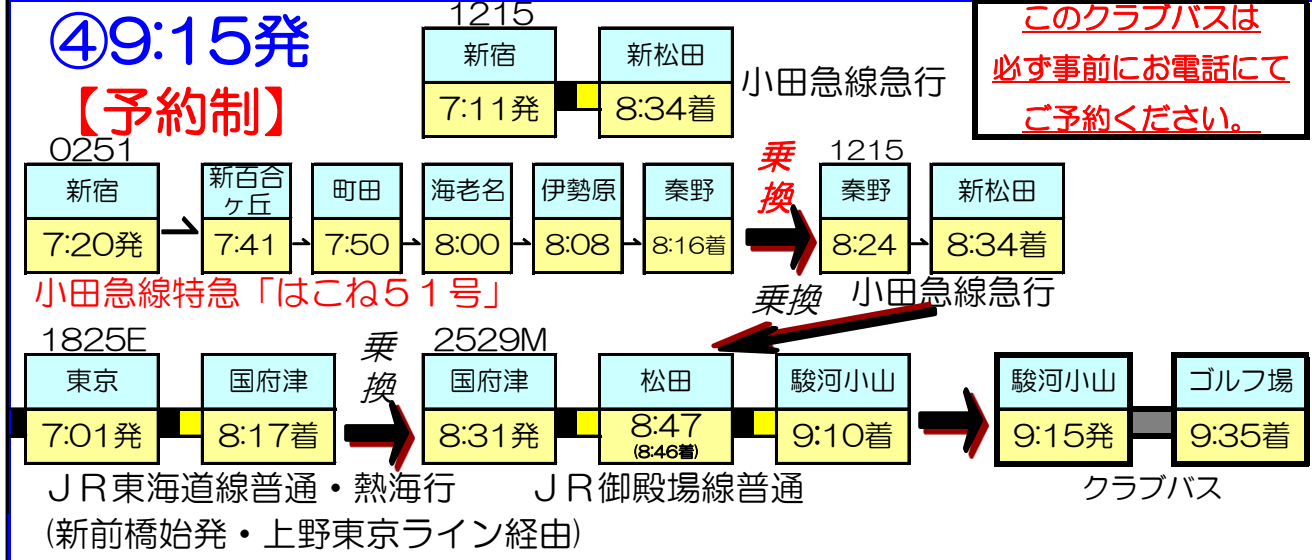 ④9:15発
【予約制】
1215
新宿 新松田
7:11発 8:34着
小田急線急行
このクラブバスは
必ず事前にお電話にて
ご予約ください。
0251
新宿 新百合ヶ丘 町田 海老名 伊勢原 秦野
7:20発 7:41 7:50 8:00 8:08 8:16着
小田急線特急「はこね51号」
乗換
1215
秦野 新松田
8:24 8:34着
乗換 小田急線急行
1825E
東京 国府津
7:01発 8:17着
JR東海道線普通・熱海行
(新前橋始発・上野東京ライン経由)
乗換
2529M
国府津 松田 駿河小山
8:31発 8:47 9:10着
(8:46着)
JR御殿場線普通
駿河小山 ゴルフ場
9:15発 9:35着
クラブバス